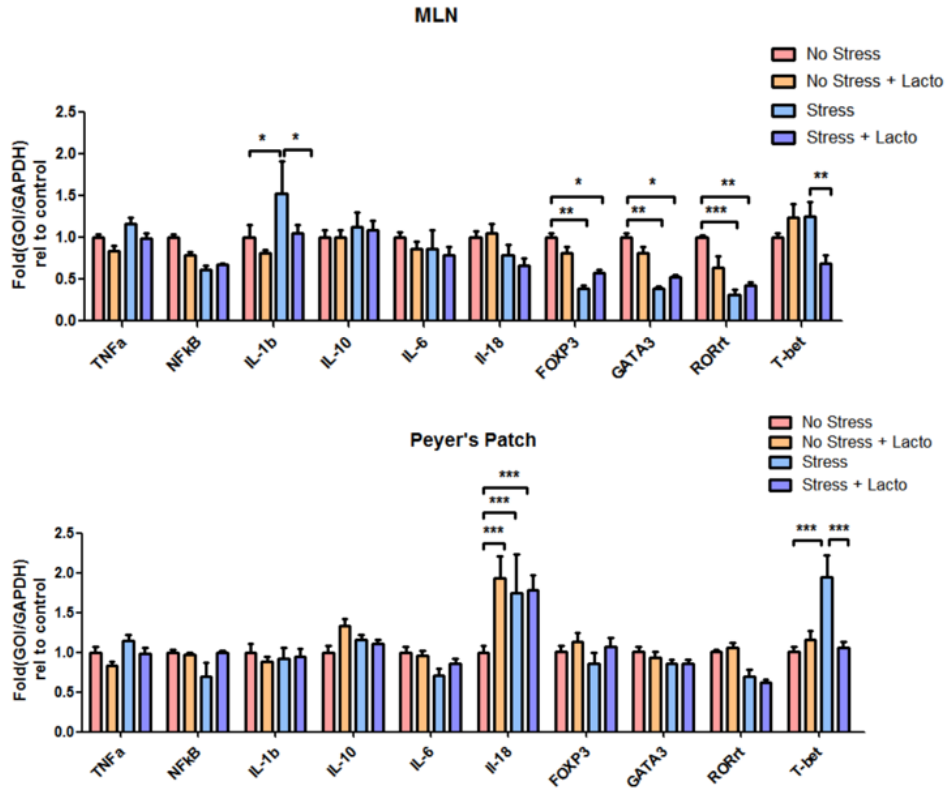 MLN
No Stress
No Stress + Lacto
Stress
Stress + Lacto
Fold(GOI/GAPDH)
rel to control
2.5
2.0
1.5
1.0
0.5
0.0
* *
* * **
** ** *** **
TNFa NFkB IL-1b IL-10 IL-6 Il-18 FOXP3 GATA3 RORrt T-bet
Peyer's Patch
No Stress
No Stress + Lacto
Stress
Stress + Lacto
Fold(GOI/GAPDH)
rel to control
2.5
2.0
1.5
1.0
0.5
0.0
***
***
*** *** ***
TNFa NFkB IL-1b IL-10 IL-6 Il-18 FOXP3 GATA3 RORrt T-bet